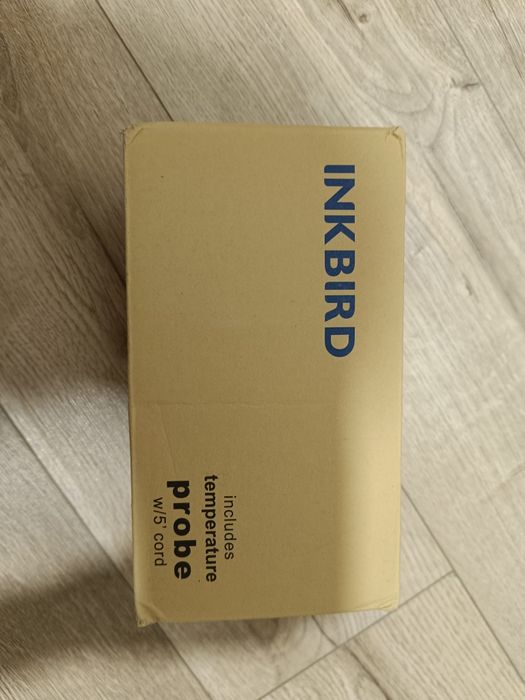 INKBIRD
includes
temperature
probe
w/5' cord